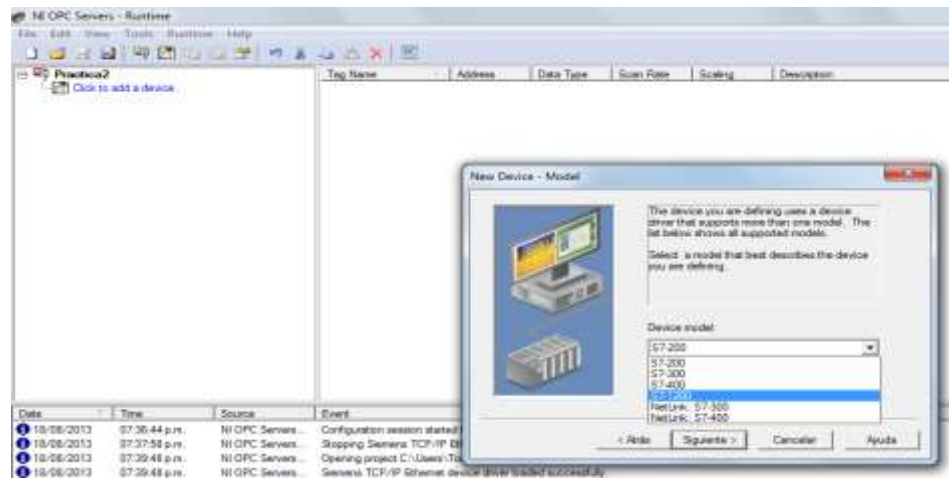 NI OPC Servers - Runtime
File Edit View Tools Runtime Help
Practica2
Click to add a device.
Tag Name Address Data Type Scan Rate Scaling Description
New Device - Model
The device you are defining uses a device
driver that supports more than one model. The
list below shows all supported models.
Select a model that best describes the device
you are defining.
Device model:
S7-200
S7-200
S7-300
S7-400
S7-1200
NetLink: S7-300
NetLink: S7-400
< Atrás Siguiente > Cancelar Ayuda
Date Time Source Event
18/08/2013 07:36:44 p.m. NI OPC Servers... Configuration session started
18/08/2013 07:37:58 p.m. NI OPC Servers... Stopping Siemens TCP/IP
18/08/2013 07:39:48 p.m. NI OPC Servers... Opening project C:\Users\
18/08/2013 07:39:48 p.m. NI OPC Servers... Siemens TCP/IP Ethernet device driver loaded successfully